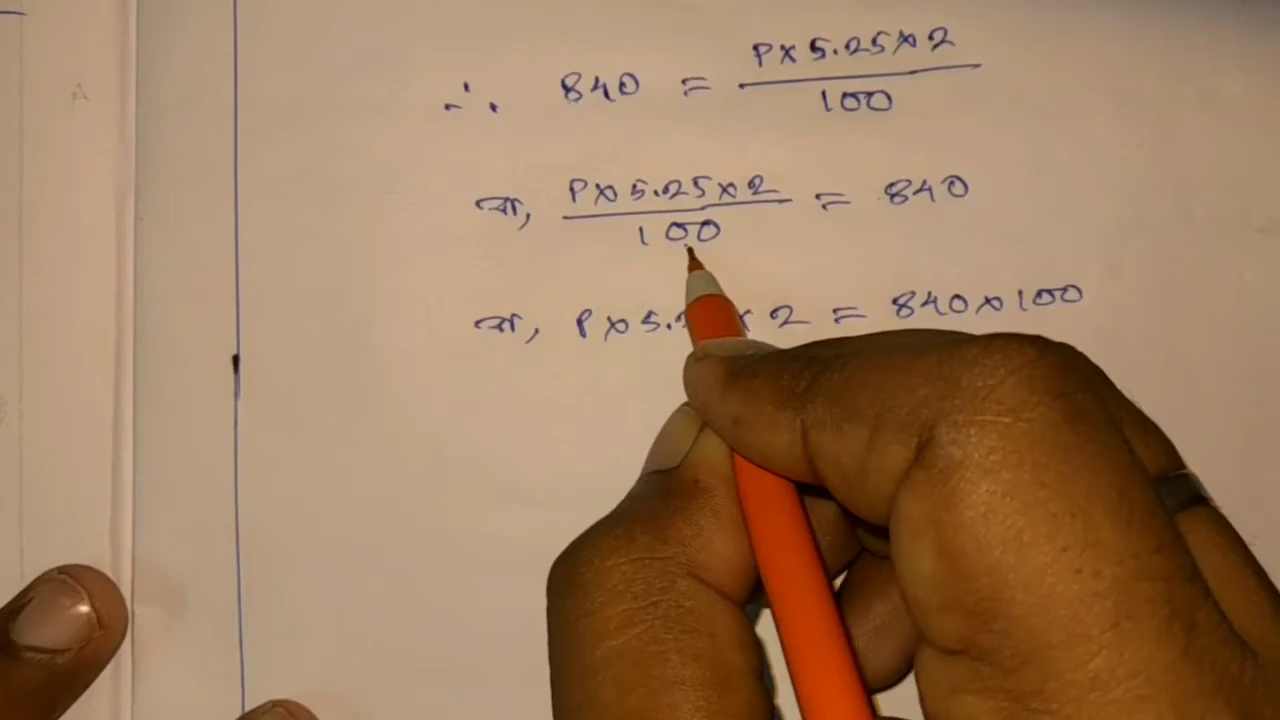 ∴ 840 = P×5.25×2 / 100
বা, P×5.25×2 / 100 = 840
বা, P×5. × 2 = 840×100